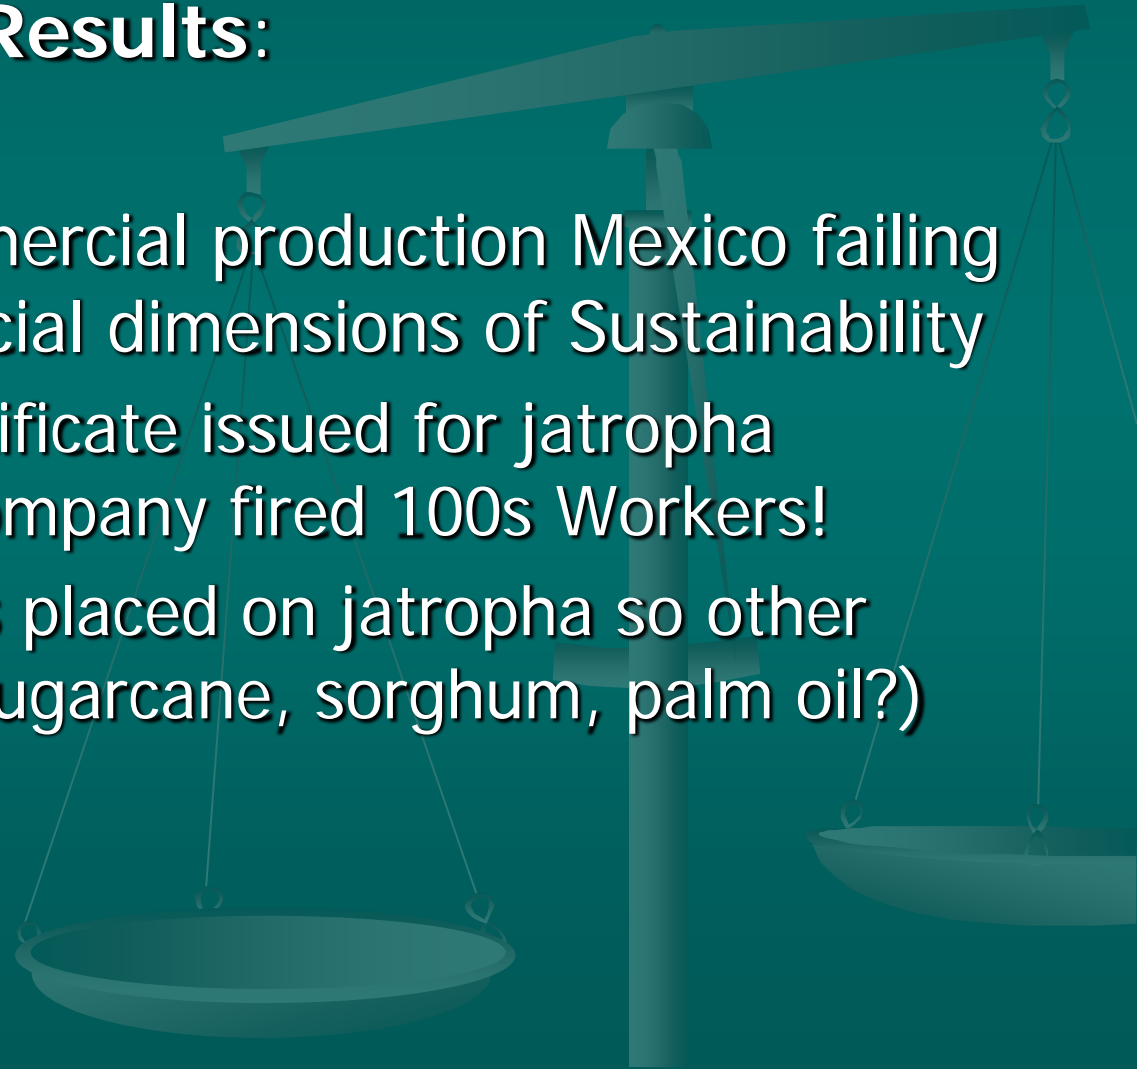 Results:
mercial production Mexico failing
cial dimensions of Sustainability
ificate issued for jatropha
ompany fired 100s Workers!
s placed on jatropha so other
ugarcane, sorghum, palm oil?)